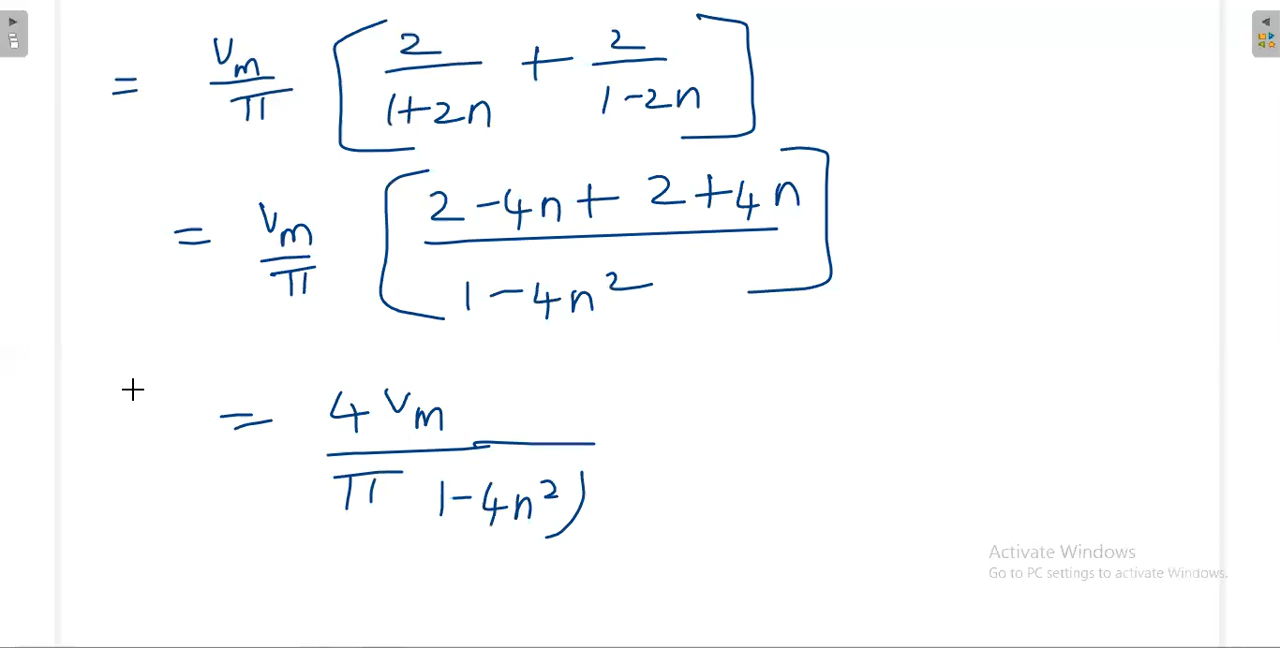 = Vm/π [ 2/(1+2n) + 2/(1-2n) ]
= Vm/π [ (2-4n+2+4n)/(1-4n²) ]
= 4Vm/π 1-4n²)
Activate Windows
Go to PC settings to activate Windows.